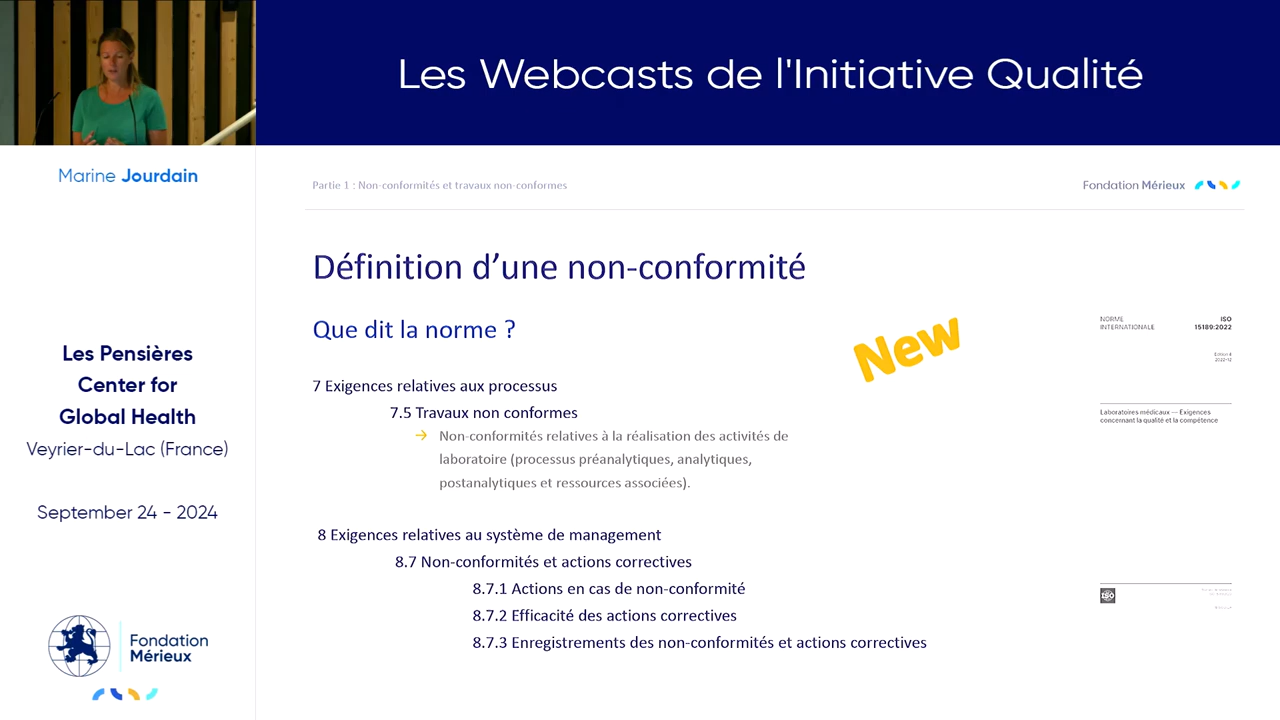 Les Webcasts de l'Initiative Qualité
Marine Jourdain
Les Pensières
Center for
Global Health
Veyrier-du-Lac (France)
September 24 - 2024
Fondation
Mérieux
Partie 1 : Non-conformités et travaux non-conformes
Fondation Mérieux
Définition d’une non-conformité
Que dit la norme ?
New
7 Exigences relatives aux processus
7.5 Travaux non conformes
→ Non-conformités relatives à la réalisation des activités de
laboratoire (processus préanalytiques, analytiques,
postanalytiques et ressources associées).
8 Exigences relatives au système de management
8.7 Non-conformités et actions correctives
8.7.1 Actions en cas de non-conformité
8.7.2 Efficacité des actions correctives
8.7.3 Enregistrements des non-conformités et actions correctives
NORME
INTERNATIONALE
ISO
15189:2022
Laboratoires médicaux — Exigences
concernant la qualité et la compétence
ISO